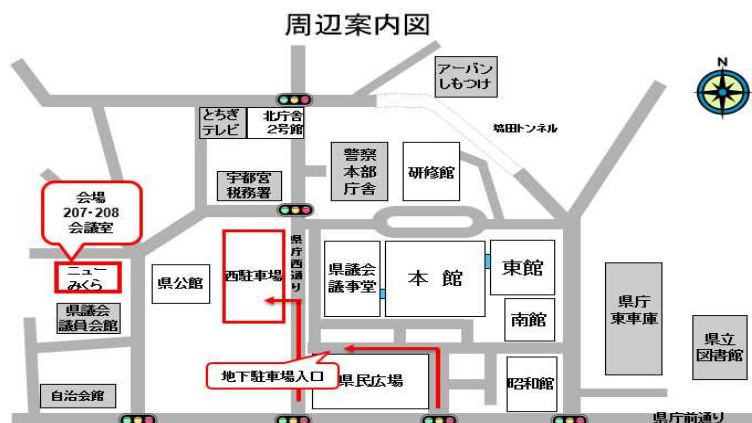 周辺案内図
アーバン
しもつけ
N
とちぎ
テレビ
北庁舎
2号館
塙田トンネル
警察
本部
庁舎
研修館
宇都宮
税務署
会場
207・208
会議室
ニュー
みくら
県公館
西駐車場
県庁西通り
県議会
議事堂
本館
東館
南館
県議会
議員会館
県庁
東車庫
県立
図書館
地下駐車場入口
県民広場
昭和館
自治会館
県庁前通り